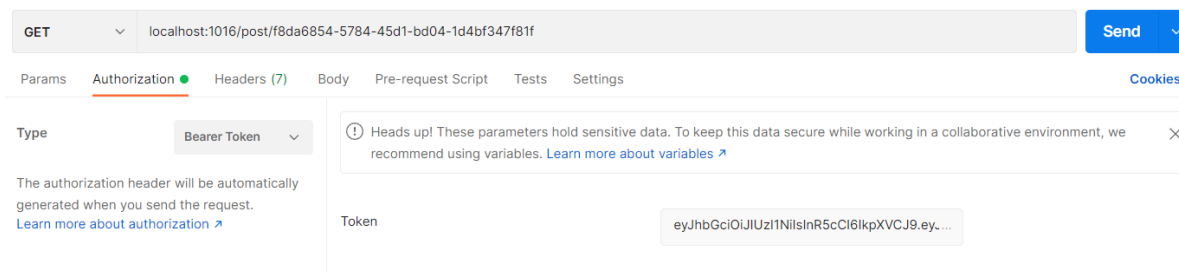 GET localhost:1016/post/f8da6854-5784-45d1-bd04-1d4bf347f81f Send
Params Authorization Headers (7) Body Pre-request Script Tests Settings Cookies
Type Bearer Token
The authorization header will be automatically
generated when you send the request.
Learn more about authorization ↗
Heads up! These parameters hold sensitive data. To keep this data secure while working in a collaborative environment, we
recommend using variables. Learn more about variables ↗
Token eyJhbGciOiJIUzI1NiIsInR5cCI6IkpXVCJ9.ey.....